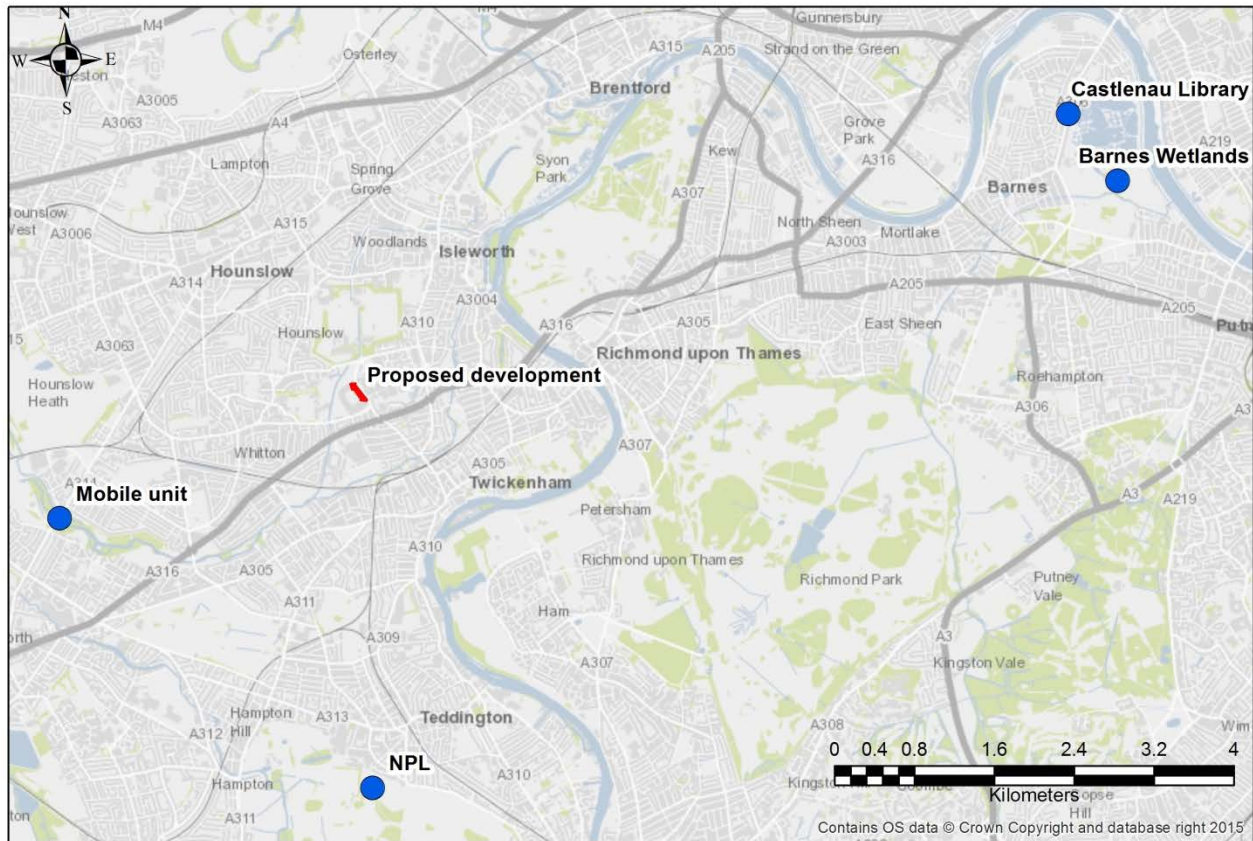 N
W
E
S
M4
M4
A315
A205
Gunnersbury
Strand on the Green
Osterley
Brentford
A3005
A3063
A4
Castlenau Library
A219
Lampton
Spring
Grove
Syon
Park
Kew
Grove
Park
A316
Barnes Wetlands
Barnes
A307
A3006
A315
Woodlands
Isleworth
North Sheen
Mortlake
A3003
Hounslow
A314
A3004
A205
A205
Hounslow
A310
A316
A305
East Sheen
A3063
Richmond upon Thames
Proposed development
Hounslow
Heath
Roehampton
A306
Whitton
A307
A305
Twickenham
A3
A219
Mobile unit
Petersham
A310
Richmond upon Thames
Richmond Park
A316
A305
Putney
Vale
A311
Ham
A309
A3
A307
Kingston Vale
Hampton
Hill
A313
Teddington
A312
A308
0 0.4 0.8 1.6 2.4 3.2 4
NPL
Hampton
A310
Kilometers
A311
Contains OS data © Crown Copyright and database right 2015